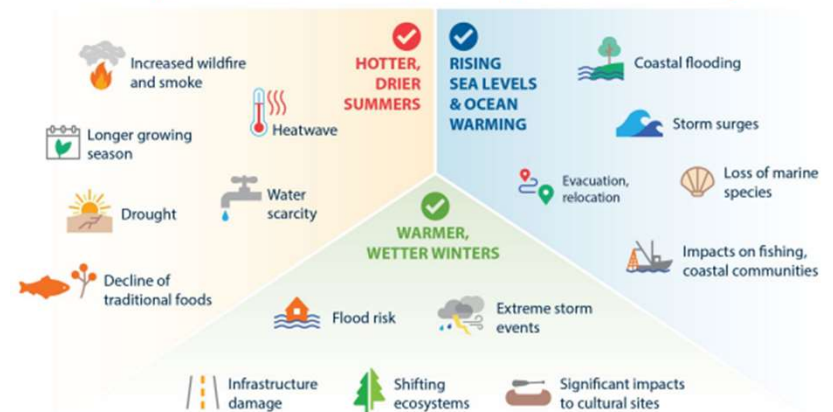 HOTTER,
DRIER
SUMMERS
Increased wildfire
and smoke
Heatwave
Longer growing
season
Water
scarcity
Drought
Decline of
traditional foods
RISING
SEA LEVELS
& OCEAN
WARMING
Coastal flooding
Storm surges
Evacuation,
relocation
Loss of marine
species
Impacts on fishing,
coastal communities
WARMER,
WETTER WINTERS
Flood risk
Extreme storm
events
Infrastructure
damage
Shifting
ecosystems
Significant impacts
to cultural sites